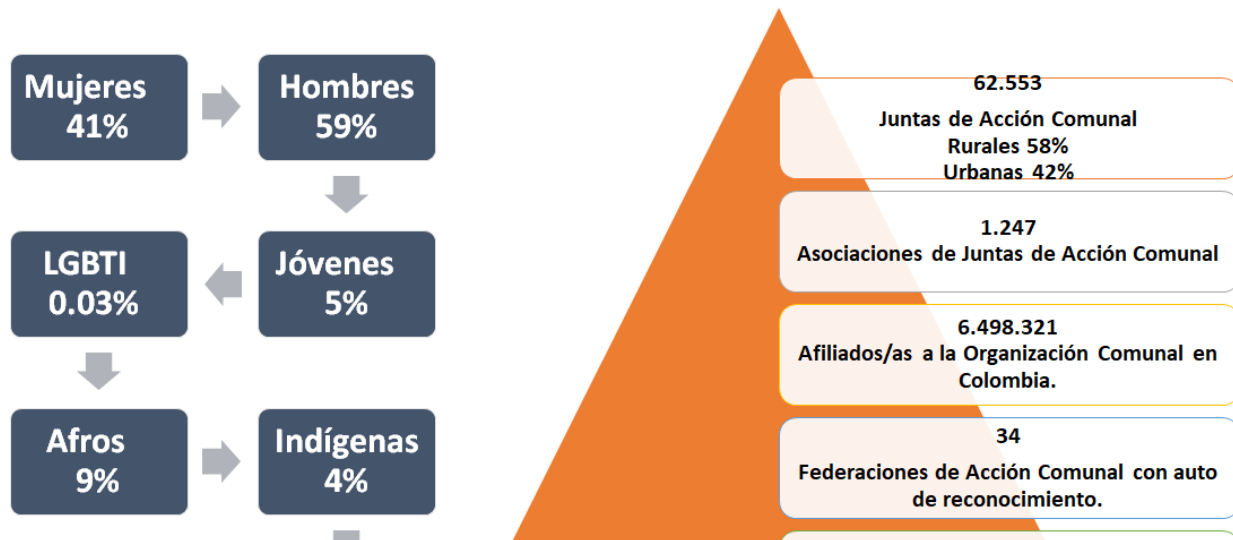 Mujeres
41%
Hombres
59%
LGBTI
0.03%
Jóvenes
5%
Afros
9%
Indígenas
4%
62.553
Juntas de Acción Comunal
Rurales 58%
Urbanas 42%
1.247
Asociaciones de Juntas de Acción Comunal
6.498.321
Afiliados/as a la Organización Comunal en
Colombia.
34
Federaciones de Acción Comunal con auto
de reconocimiento.